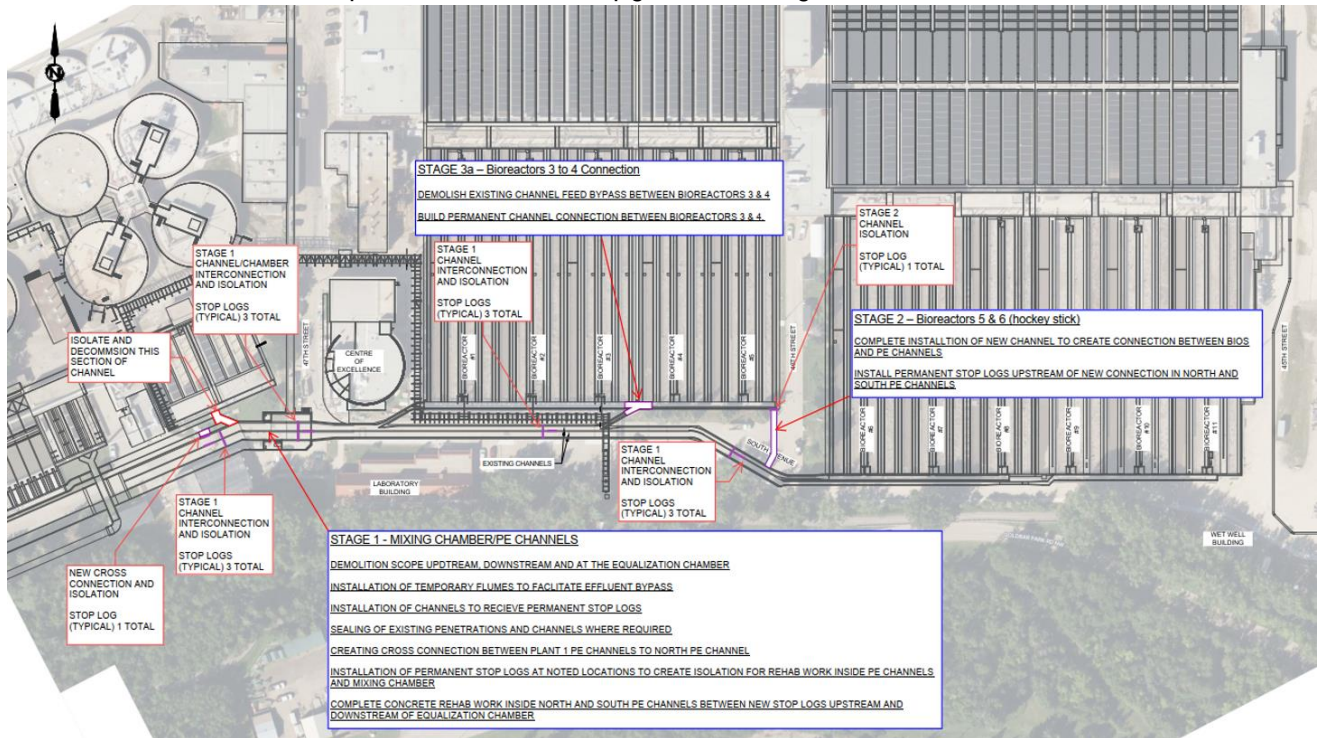 STAGE 3a – Bioreactors 3 to 4 Connection
DEMOLISH EXISTING CHANNEL FEED BYPASS BETWEEN BIOREACTORS 3 & 4
BUILD PERMANENT CHANNEL CONNECTION BETWEEN BIOREACTORS 3 & 4.
STAGE 2
CHANNEL
ISOLATION
STOP LOG
(TYPICAL) 1 TOTAL
STAGE 1
CHANNEL/CHAMBER
INTERCONNECTION
AND ISOLATION
STOP LOGS
(TYPICAL) 3 TOTAL
STAGE 1
CHANNEL
INTERCONNECTION
AND ISOLATION
STOP LOGS
(TYPICAL) 3 TOTAL
STAGE 2 – Bioreactors 5 & 6 (hockey stick)
COMPLETE INSTALLTION OF NEW CHANNEL TO CREATE CONNECTION BETWEEN BIOS
AND PE CHANNELS
INSTALL PERMANENT STOP LOGS UPSTREAM OF NEW CONNECTION IN NORTH AND
SOUTH PE CHANNELS
ISOLATE AND
DECOMMSION THIS
SECTION OF
CHANNEL
47TH STREET
CENTRE
OF
EXCELLENCE
BIOREACTOR
#1
BIOREACTOR
#2
BIOREACTOR
#3
BIOREACTOR
#4
BIOREACTOR
#5
STREET
45TH STREET
BIOREACTOR
#6
BIOREACTOR
#7
BIOREACTOR
#8
BIOREACTOR
#9
BIOREACTOR
#10
BIOREACTOR
#11
SOUTH
ENUE
EXISTING CHANNELS
STAGE 1
CHANNEL
INTERCONNECTION
AND ISOLATION
STOP LOGS
(TYPICAL) 3 TOTAL
LABORATORY
BUILDING
STAGE 1
CHANNEL
INTERCONNECTION
AND ISOLATION
STOP LOGS
(TYPICAL) 3 TOTAL
WET WELL
BUILDING
NEW CROSS
CONNECTION AND
ISOLATION
STOP LOG
(TYPICAL) 1 TOTAL
STAGE 1 - MIXING CHAMBER/PE CHANNELS
DEMOLITION SCOPE UPDTREAM, DOWNSTREAM AND AT THE EQUALIZATION CHAMBER
INSTALLATION OF TEMPORARY FLUMES TO FACILITATE EFFLUENT BYPASS
INSTALLATION OF CHANNELS TO RECIEVE PERMANENT STOP LOGS
SEALING OF EXISTING PENETRATIONS AND CHANNELS WHERE REQUIRED
CREATING CROSS CONNECTION BETWEEN PLANT 1 PE CHANNELS TO NORTH PE CHANNEL
INSTALLATION OF PERMANENT STOP LOGS AT NOTED LOCATIONS TO CREATE ISOLATION FOR REHAB WORK INSIDE PE CHANNELS
AND MIXING CHAMBER
COMPLETE CONCRETE REHAB WORK INSIDE NORTH AND SOUTH PE CHANNELS BETWEEN NEW STOP LOGS UPSTREAM AND
DOWNSTREAM OF EQUALIZATION CHAMBER